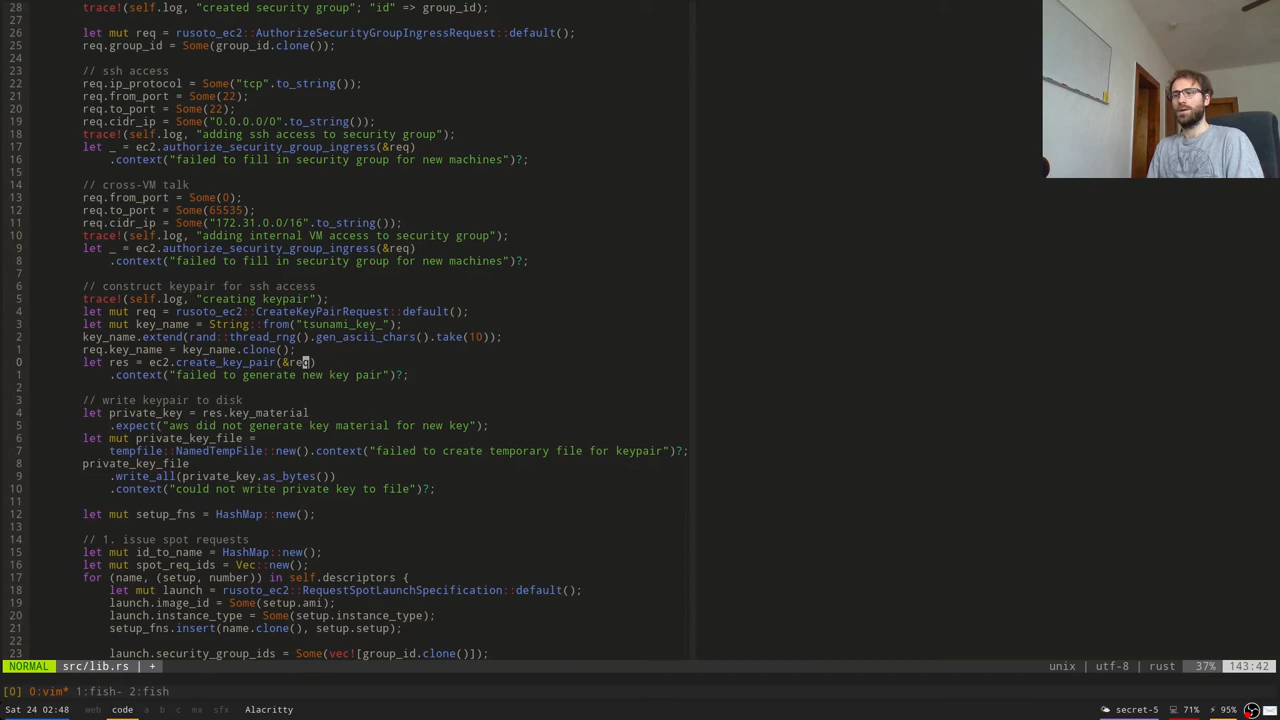 28         trace!(self.log, "created security group"; "id" => group_id);
27
26         let mut req = rusoto_ec2::AuthorizeSecurityGroupIngressRequest::default();
25         req.group_id = Some(group_id.clone());
24
23         // ssh access
22         req.ip_protocol = Some("tcp".to_string());
21         req.from_port = Some(22);
20         req.to_port = Some(22);
19         req.cidr_ip = Some("0.0.0.0/0".to_string());
18         trace!(self.log, "adding ssh access to security group");
17         let _ = ec2.authorize_security_group_ingress(&req)
16             .context("failed to fill in security group for new machines")?;
15
14         // cross-VM talk
13         req.from_port = Some(0);
12         req.to_port = Some(65535);
11         req.cidr_ip = Some("172.31.0.0/16".to_string());
10         trace!(self.log, "adding internal VM access to security group");
9         let _ = ec2.authorize_security_group_ingress(&req)
8             .context("failed to fill in security group for new machines")?;
7
6         // construct keypair for ssh access
5         trace!(self.log, "creating keypair");
4         let mut req = rusoto_ec2::CreateKeyPairRequest::default();
3         let mut key_name = String::from("tsunami_key_");
2         key_name.extend(rand::thread_rng().gen_ascii_chars().take(10));
1         req.key_name = key_name.clone();
0         let res = ec2.create_key_pair(&req)
1             .context("failed to generate new key pair")?;
2
3         // write keypair to disk
4         let private_key = res.key_material
5             .expect("aws did not generate key material for new key");
6         let mut private_key_file =
7             tempfile::NamedTempFile::new().context("failed to create temporary file for keypair")?;
8         private_key_file
9             .write_all(private_key.as_bytes())
10             .context("could not write private key to file")?;
11
12         let mut setup_fns = HashMap::new();
13
14         // 1. issue spot requests
15         let mut id_to_name = HashMap::new();
16         let mut spot_req_ids = Vec::new();
17         for (name, (setup, number)) in self.descriptors {
18             let mut launch = rusoto_ec2::RequestSpotLaunchSpecification::default();
19             launch.image_id = Some(setup.ami);
20             launch.instance_type = Some(setup.instance_type);
21             setup_fns.insert(name.clone(), setup.setup);
22
23             launch.security_group_ids = Some(vec![group_id.clone()]);
NORMAL src/lib.rs | + unix | utf-8 | rust 37% 143:42
[0] 0:vim* 1:fish- 2:fish
Sat 24 02:48 web code a b c mx sfx Alacritty secret-5 71% 95%